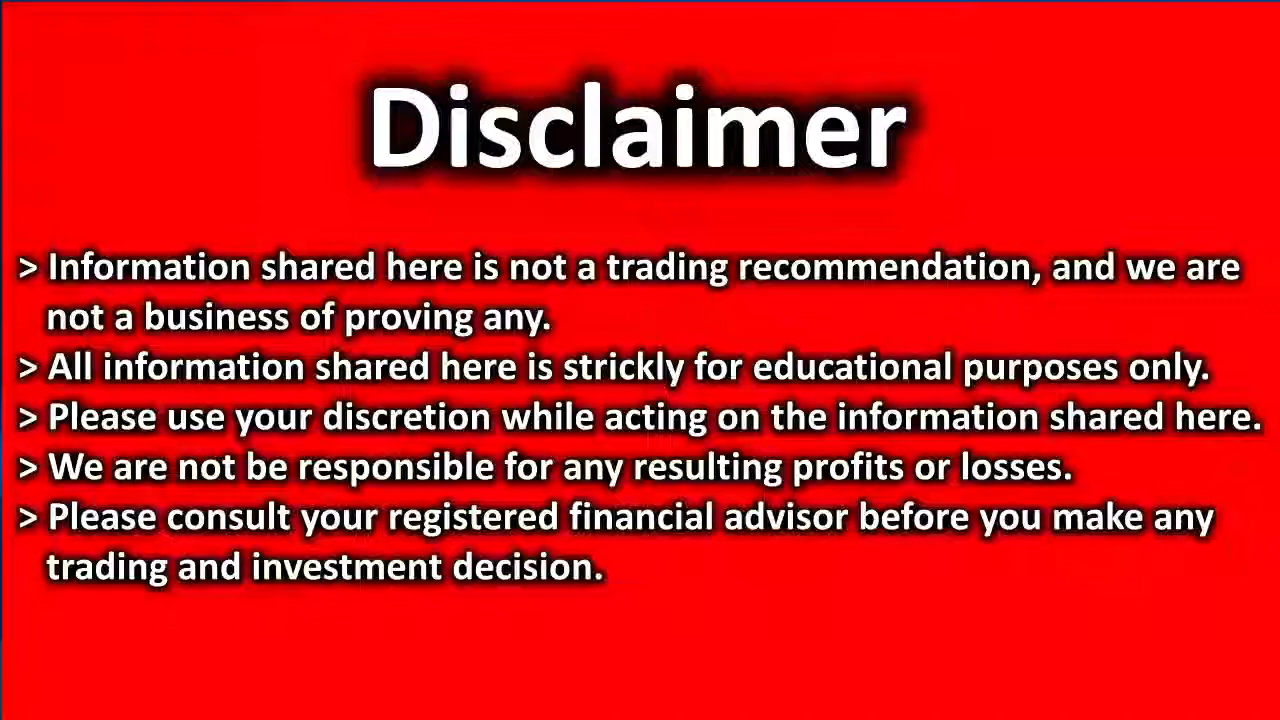 Disclaimer
> Information shared here is not a trading recommendation, and we are
not a business of proving any.
> All information shared here is strickly for educational purposes only.
> Please use your discretion while acting on the information shared here.
> We are not be responsible for any resulting profits or losses.
> Please consult your registered financial advisor before you make any
trading and investment decision.